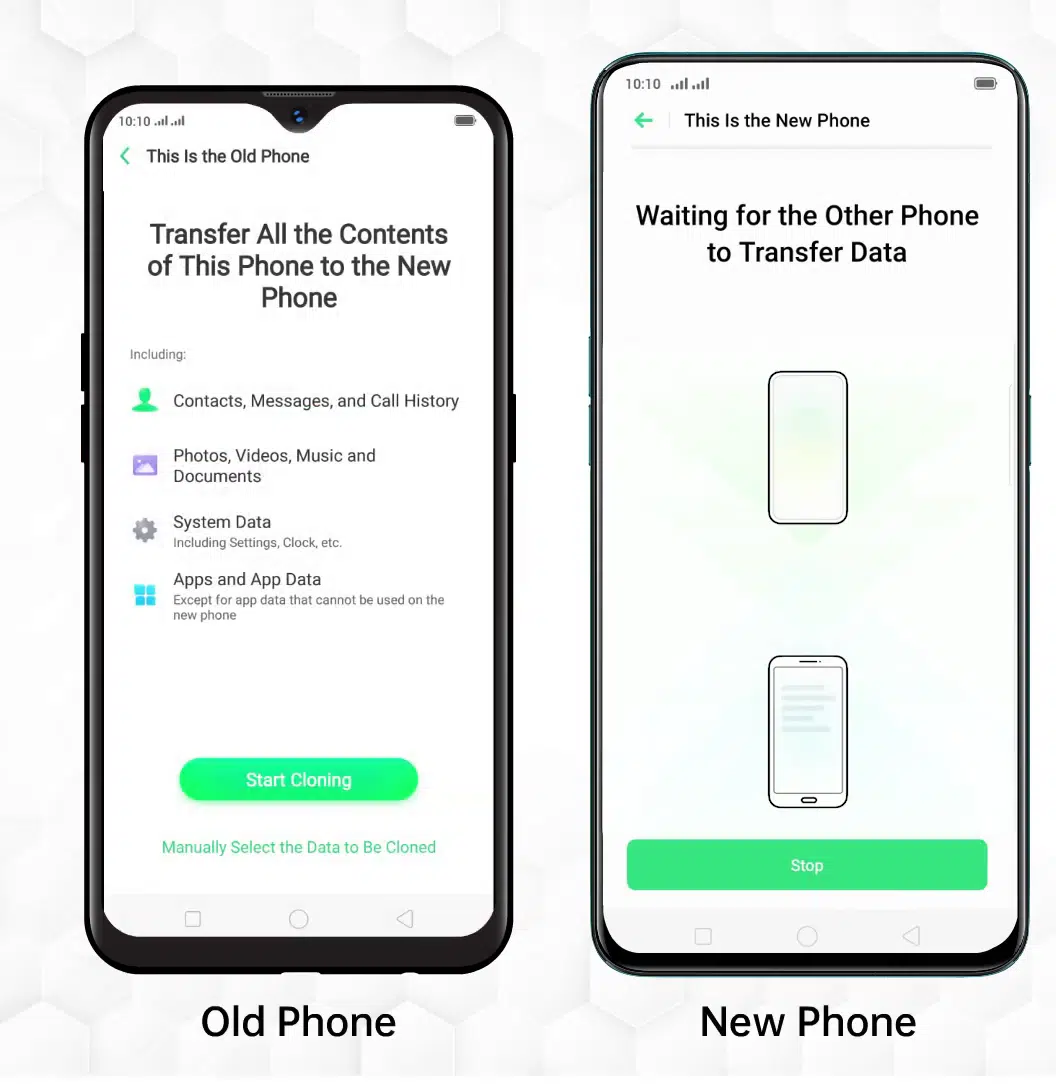 10:10
This Is the Old Phone
Transfer All the Contents
of This Phone to the New
Phone
Including:
Contacts, Messages, and Call History
Photos, Videos, Music and
Documents
System Data
Including Settings, Clock, etc.
Apps and App Data
Except for app data that cannot be used on the
new phone
Start Cloning
Manually Select the Data to Be Cloned
Old Phone
10:10
This Is the New Phone
Waiting for the Other Phone
to Transfer Data
Stop
New Phone